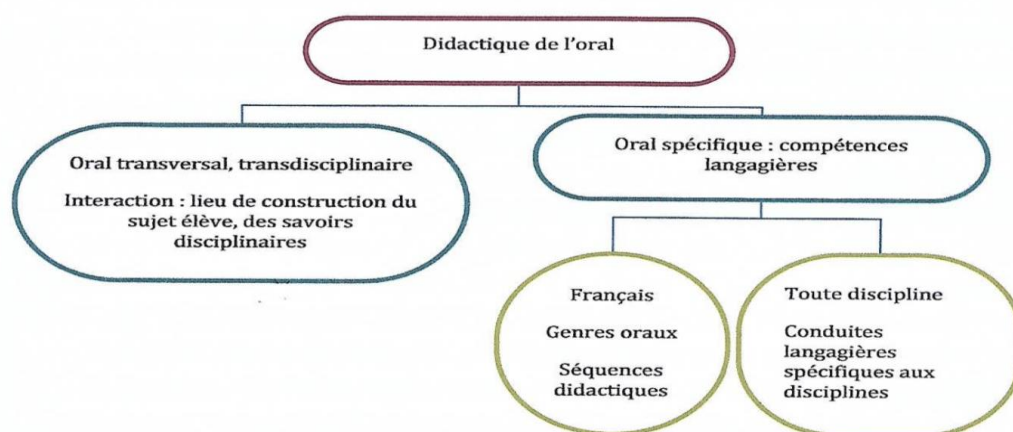 Didactique de l'oral
Oral transversal, transdisciplinaire
Interaction : lieu de construction du
sujet élève, des savoirs
disciplinaires
Oral spécifique : compétences
langagières
Français
Genres oraux
Séquences
didactiques
Toute discipline
Conduites
langagières
spécifiques aux
disciplines